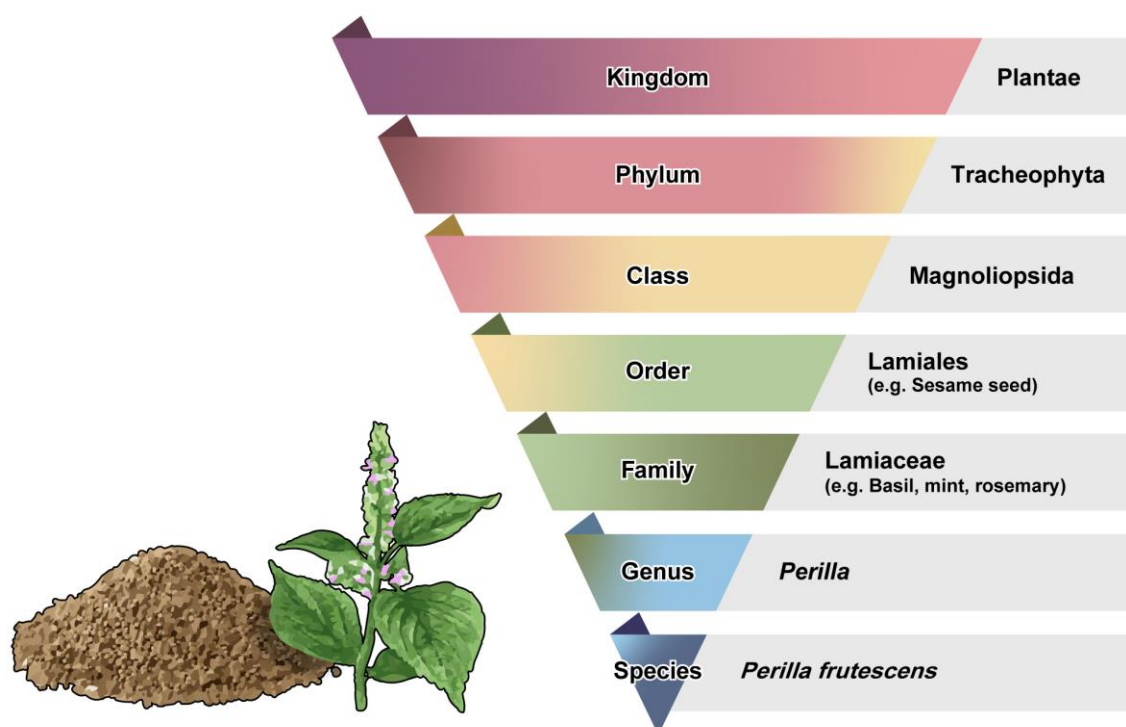 Kingdom Plantae
Phylum Tracheophyta
Class Magnoliopsida
Order Lamiales
(e.g. Sesame seed)
Family Lamiaceae
(e.g. Basil, mint, rosemary)
Genus Perilla
Species Perilla frutescens